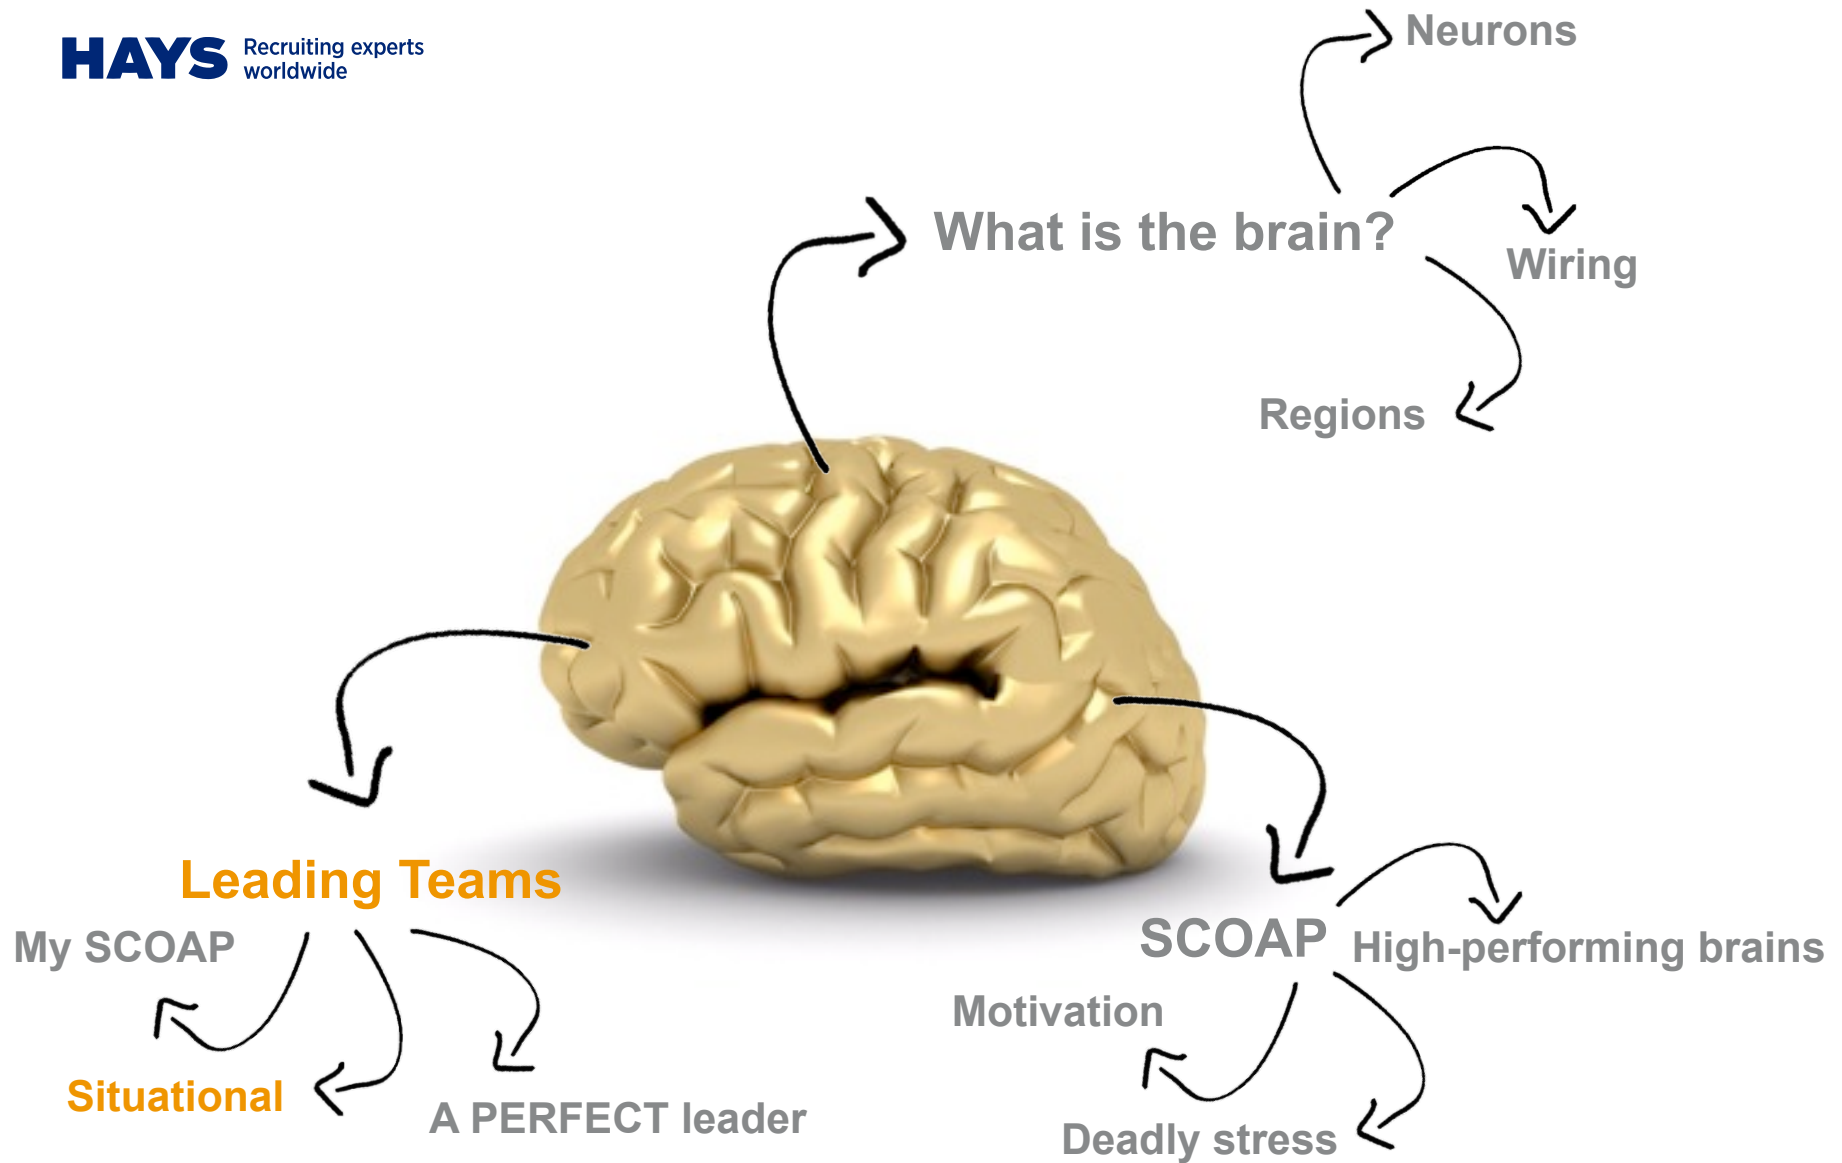 HAYS
Recruiting experts
worldwide
Neurons
What is the brain?
Wiring
Regions
Leading Teams
My SCOAP
Situational
A PERFECT leader
SCOAP
High-performing brains
Motivation
Deadly stress